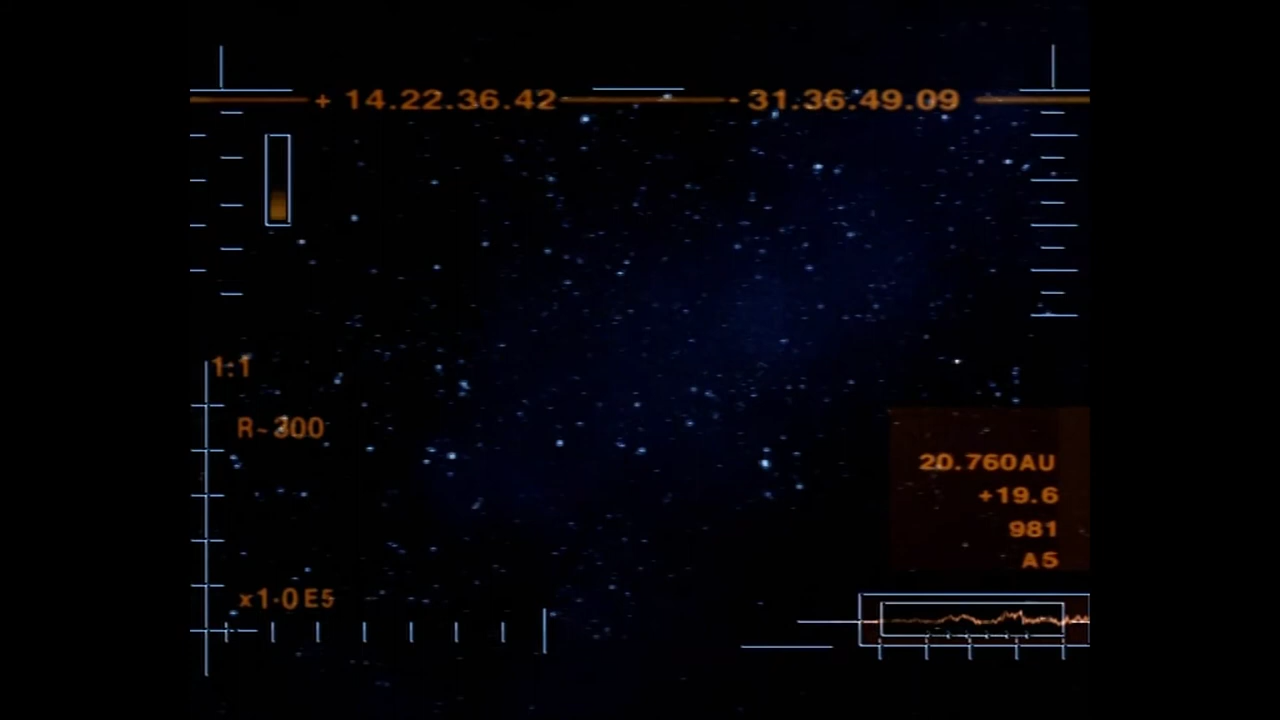 + 14.22.36.42 - 31.36.49.09
1:1
R~300
20.760AU
+19.6
981
A5
x1.0E5